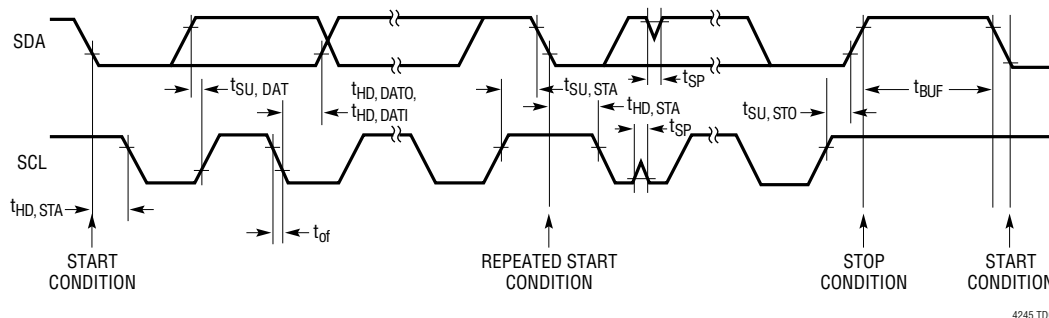 SDA
tSU, DAT
tHD, DATO,
tHD, DATI
tSU, STA
tHD, STA
tSP
tSP
tSU, STO
tBUF
SCL
tHD, STA
tof
START
CONDITION
REPEATED START
CONDITION
STOP
CONDITION
START
CONDITION
4245 TD